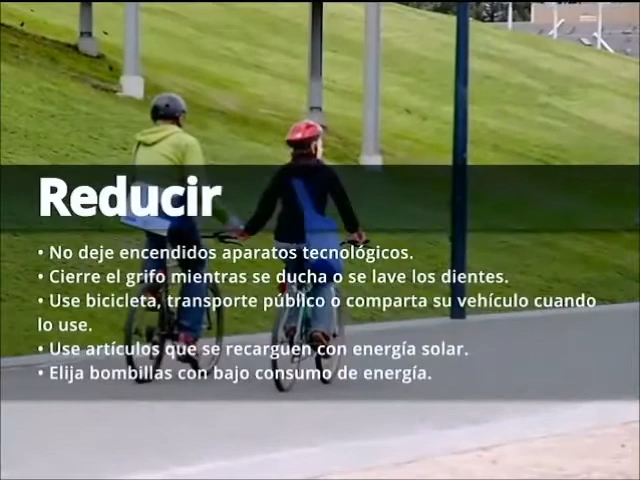 Reducir
• No deje encendidos aparatos tecnológicos.
• Cierre el grifo mientras se ducha o se lave los dientes.
• Use bicicleta, transporte público o comparta su vehículo cuando
lo use.
• Use artículos que se recarguen con energía solar.
• Elija bombillas con bajo consumo de energía.